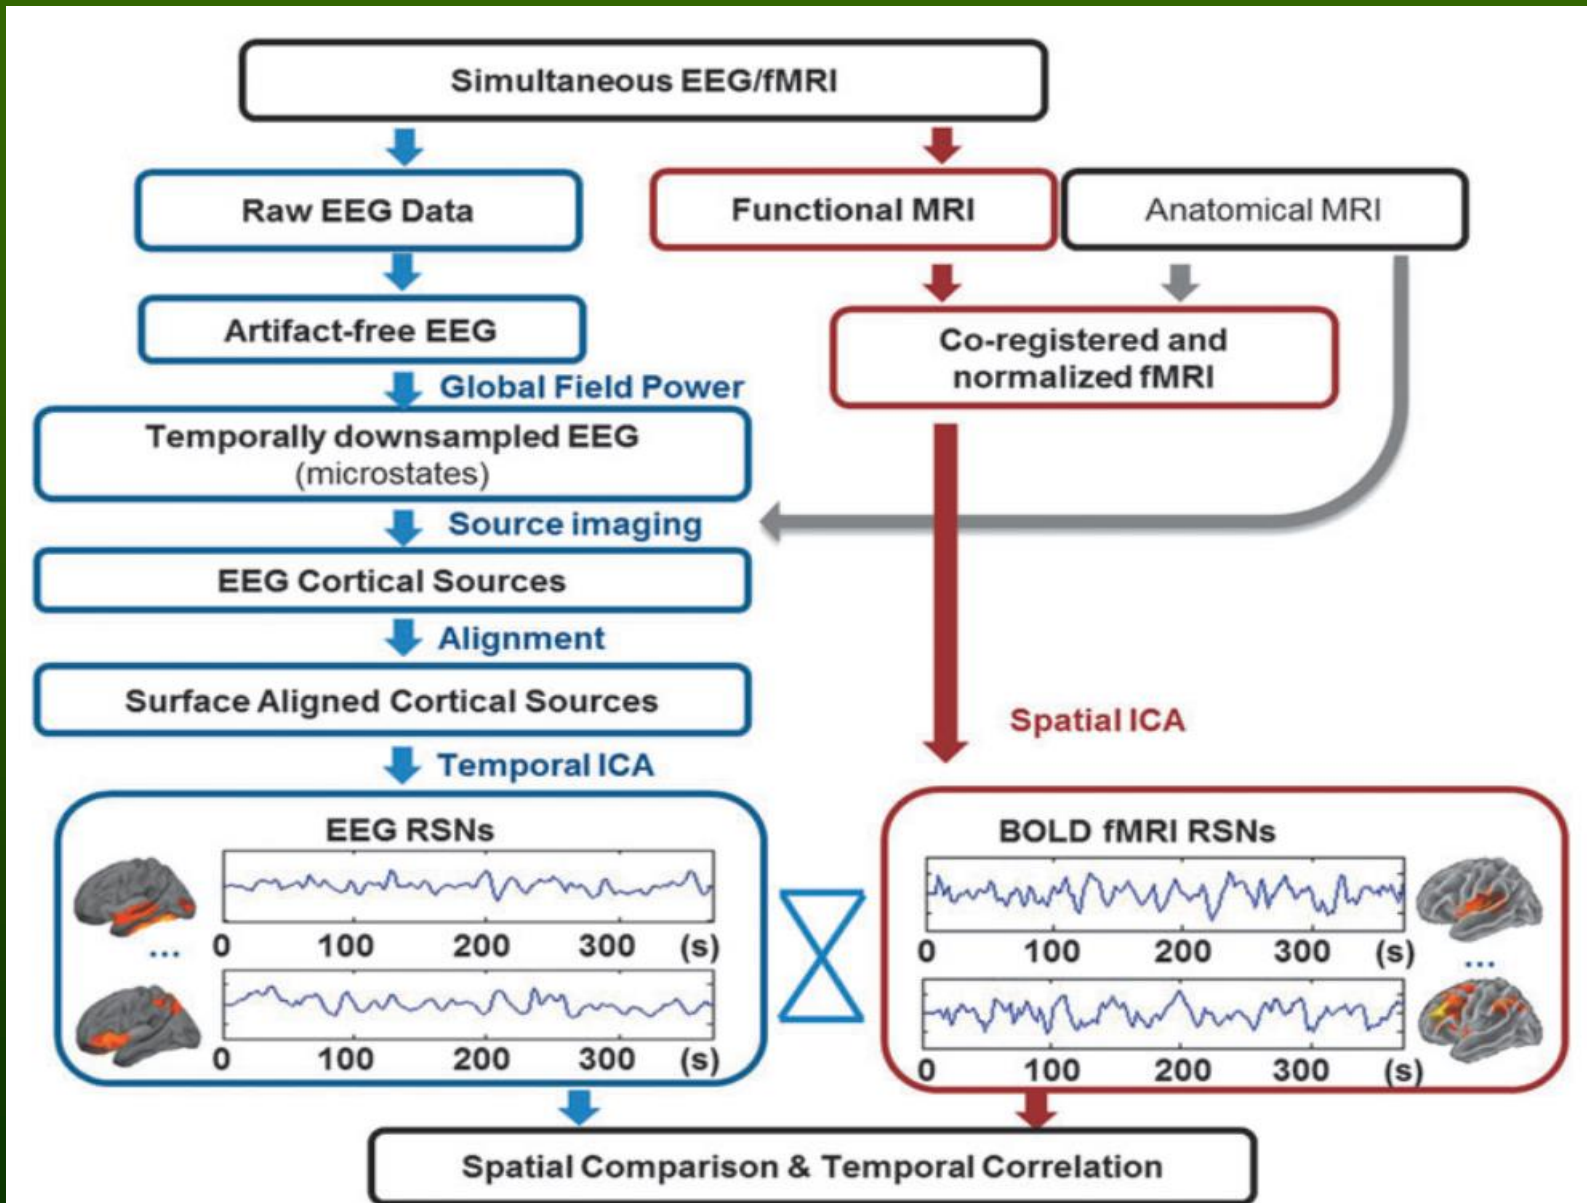 Simultaneous EEG/fMRI
Raw EEG Data
Functional MRI
Anatomical MRI
Artifact-free EEG
Co-registered and
normalized fMRI
Global Field Power
Temporally downsampled EEG
(microstates)
Source imaging
EEG Cortical Sources
Alignment
Surface Aligned Cortical Sources
Spatial ICA
Temporal ICA
EEG RSNs
0 100 200 300 (s)
...
0 100 200 300 (s)
BOLD fMRI RSNs
0 100 200 300 (s)
...
0 100 200 300 (s)
Spatial Comparison & Temporal Correlation